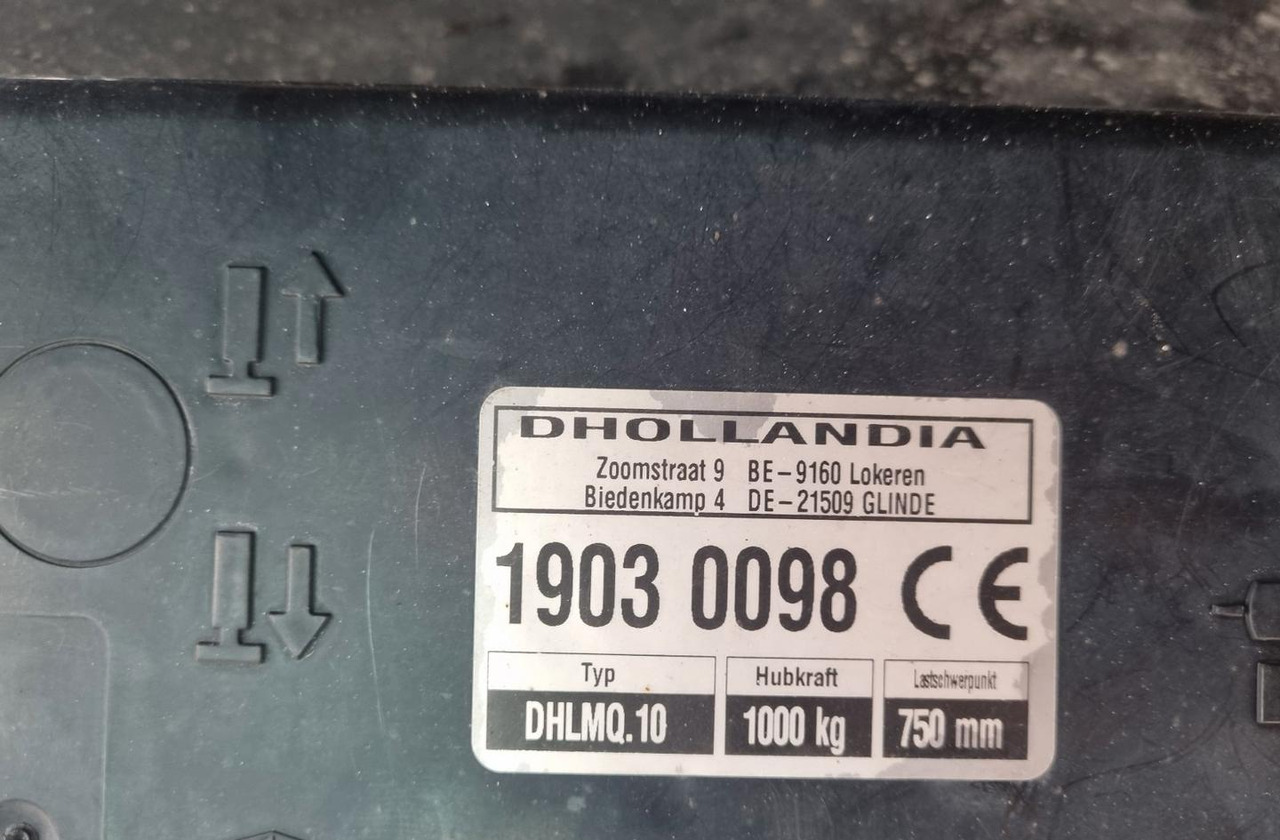 DHOLLANDIA
Zoomstraat 9 BE-9160 Lokeren
Biedenkamp 4 DE-21509 GLINDE
1903 0098 CE
Typ Hubkraft Lastschwerpunkt
DHLMQ.10 1000 kg 750 mm